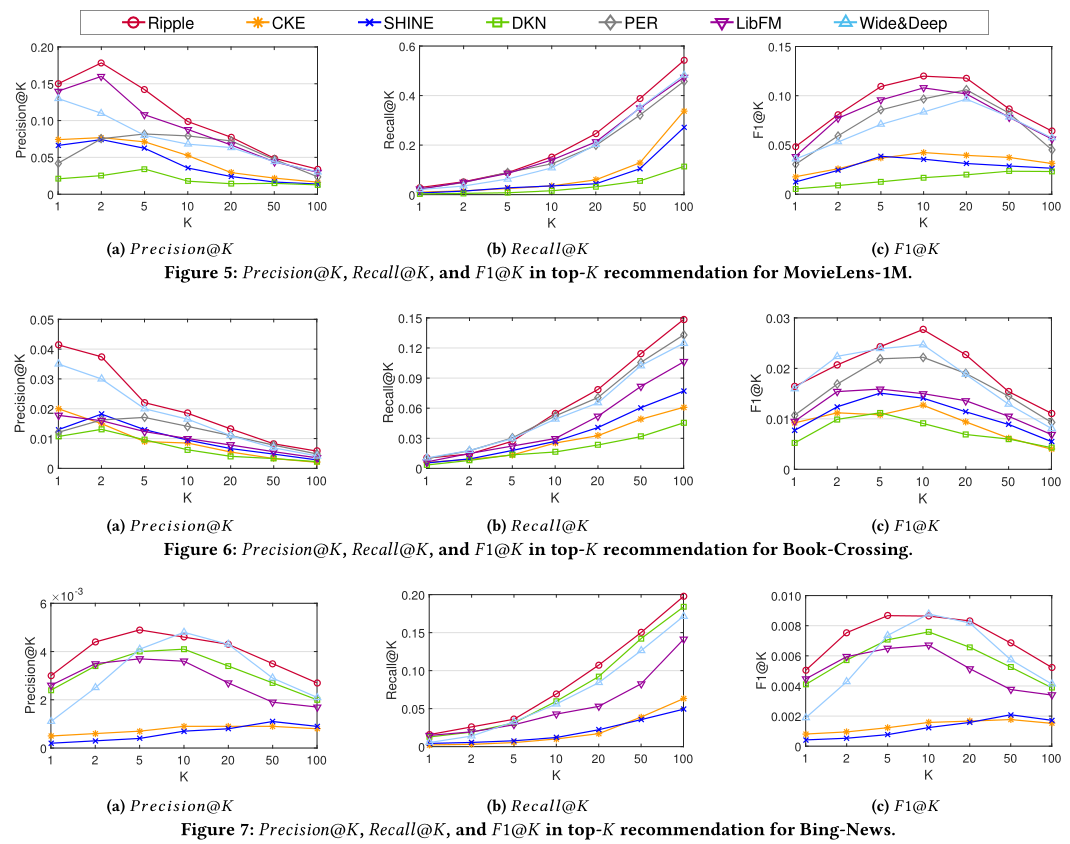 Ripple CKE SHINE DKN PER LibFM Wide&Deep
0.20
0.15
0.10
0.05
0
Precision@K
1 2 5 10 20 50 100
K
(a) Precision@K
0.6
0.4
0.2
0
Recall@K
1 2 5 10 20 50 100
K
(b) Recall@K
0.15
0.10
0.05
0
F1@K
1 2 5 10 20 50 100
K
(c) F1@K
Figure 5: Precision@K, Recall@K, and F1@K in top-K recommendation for MovieLens-1M.
0.05
0.04
0.03
0.02
0.01
0
Precision@K
1 2 5 10 20 50 100
K
(a) Precision@K
0.15
0.12
0.09
0.06
0.03
0
Recall@K
1 2 5 10 20 50 100
K
(b) Recall@K
0.03
0.02
0.01
0
F1@K
1 2 5 10 20 50 100
K
(c) F1@K
Figure 6: Precision@K, Recall@K, and F1@K in top-K recommendation for Book-Crossing.
6 ×10-3
4
2
0
Precision@K
1 2 5 10 20 50 100
K
(a) Precision@K
0.20
0.15
0.10
0.05
0
Recall@K
1 2 5 10 20 50 100
K
(b) Recall@K
0.010
0.008
0.006
0.004
0.002
0
F1@K
1 2 5 10 20 50 100
K
(c) F1@K
Figure 7: Precision@K, Recall@K, and F1@K in top-K recommendation for Bing-News.